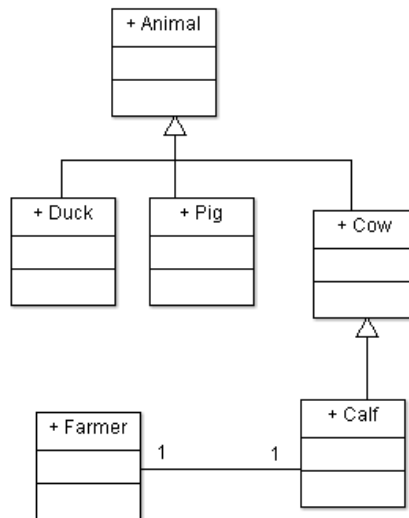 + Animal
+ Duck
+ Pig
+ Cow
+ Calf
+ Farmer
1
1